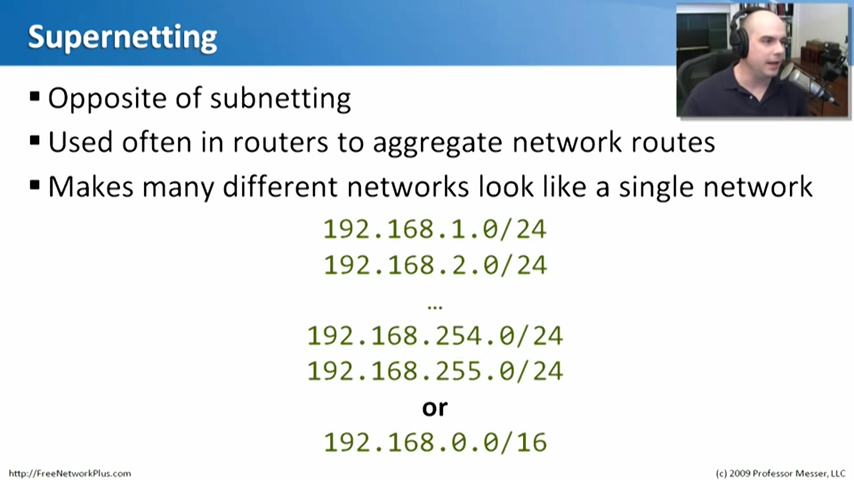 Supernetting
▪ Opposite of subnetting
▪ Used often in routers to aggregate network routes
▪ Makes many different networks look like a single network
192.168.1.0/24
192.168.2.0/24
…
192.168.254.0/24
192.168.255.0/24
or
192.168.0.0/16
http://FreeNetworkPlus.com
(c) 2009 Professor Messer, LLC